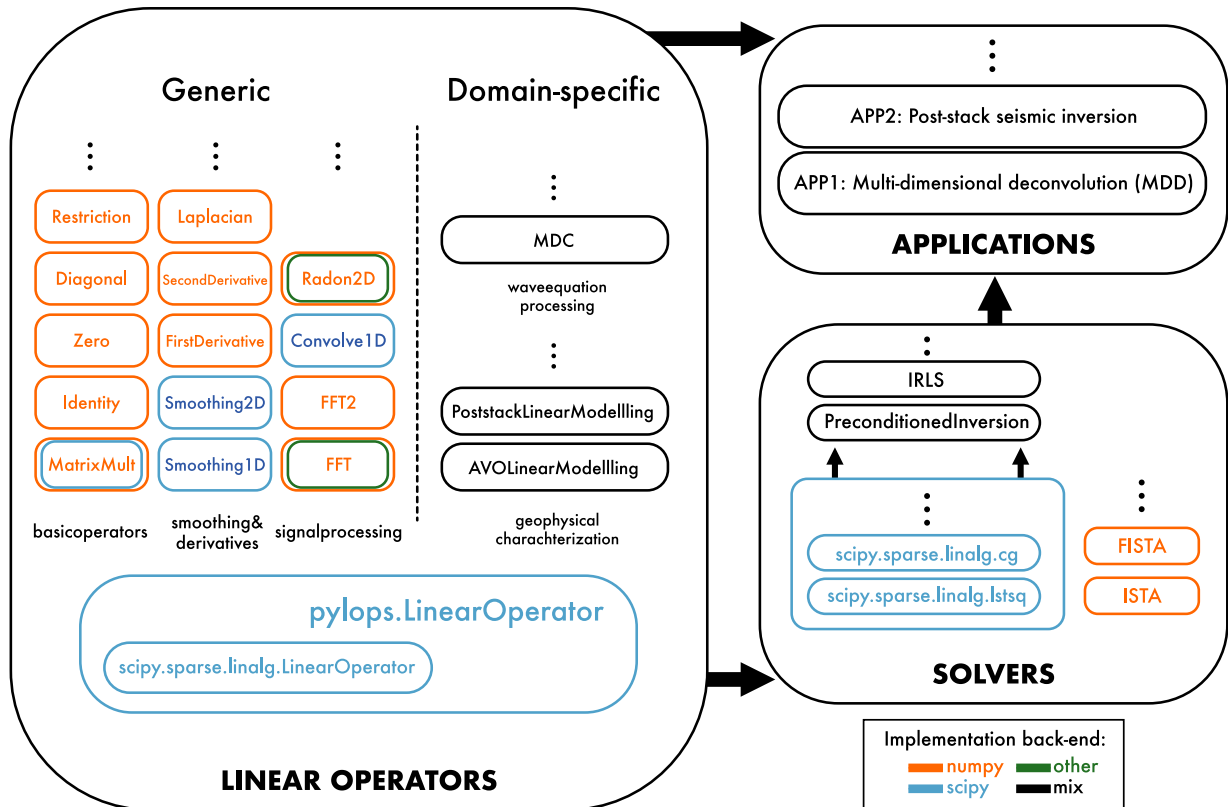 Generic
Domain-specific
Restriction
Laplacian
MDC
Diagonal
SecondDerivative
Radon2D
waveequation
processing
Zero
FirstDerivative
Convolve1D
Identity
Smoothing2D
FFT2
PoststackLinearModellling
MatrixMult
Smoothing1D
FFT
AVOLinearModellling
basicoperators
smoothing&
derivatives
signalprocessing
geophysical
charachterization
pylops.LinearOperator
scipy.sparse.linalg.LinearOperator
LINEAR OPERATORS
APP2: Post-stack seismic inversion
APP1: Multi-dimensional deconvolution (MDD)
APPLICATIONS
IRLS
PreconditionedInversion
scipy.sparse.linalg.cg
FISTA
scipy.sparse.linalg.lstsq
ISTA
SOLVERS
Implementation back-end:
numpy
other
scipy
mix